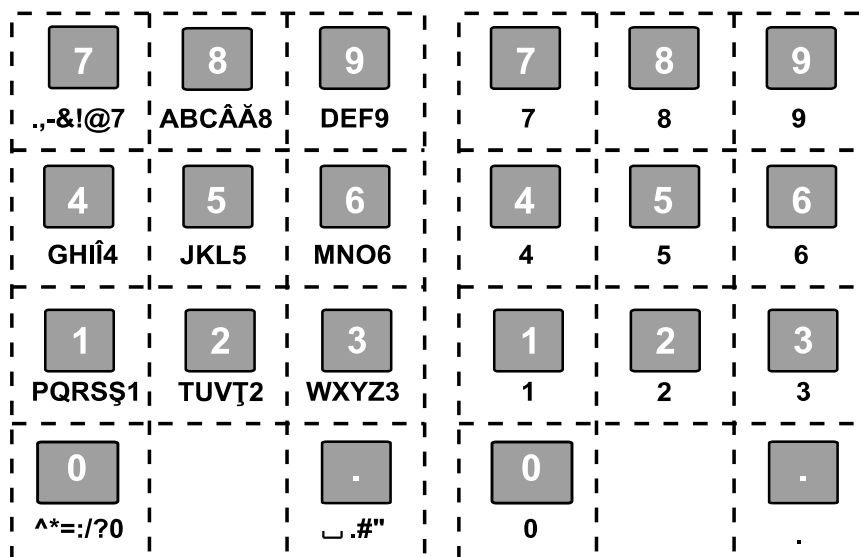 7 8 9 7 8 9
.,-&!@7 ABCÂĂ8 DEF9 7 8 9
4 5 6 4 5 6
GHIÎ4 JKL5 MNO6 4 5 6
1 2 3 1 2 3
PQRSŞ1 TUVŢ2 WXYZ3 1 2 3
0 . 0 .
^*=:/?0 ⎵ .#" 0 .